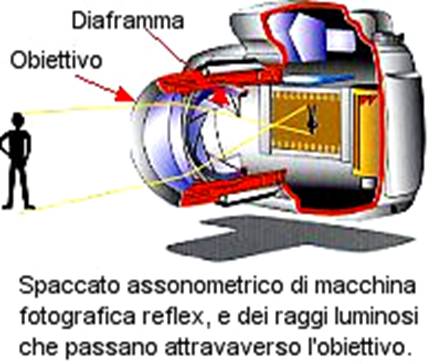 Diaframma
Obiettivo
Spaccato assonometrico di macchina
fotografica reflex, e dei raggi luminosi
che passano attravaverso l'obiettivo.